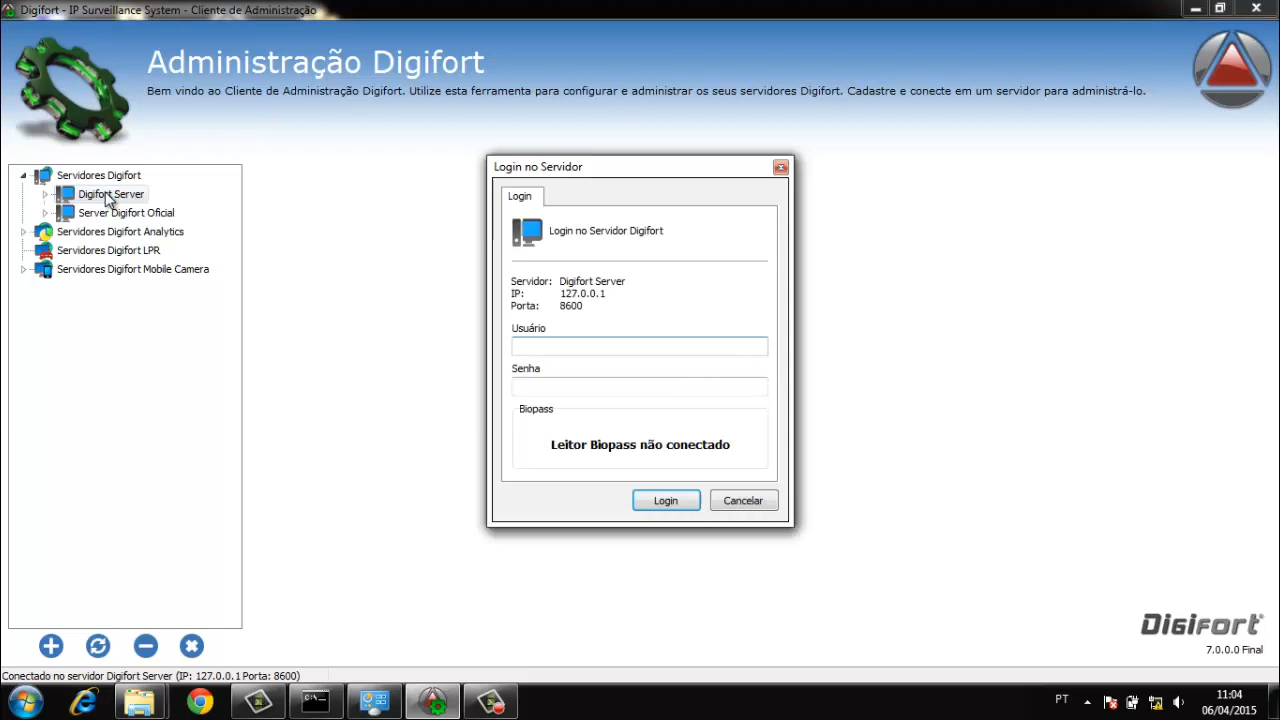 Digifort - IP Surveillance System - Cliente de Administração
Administração Digifort
Bem vindo ao Cliente de Administração Digifort. Utilize esta ferramenta para configurar e administrar os seus servidores Digifort. Cadastre e conecte em um servidor para administrá-lo.
Servidores Digifort
Digifort Server
Server Digifort Oficial
Servidores Digifort Analytics
Servidores Digifort LPR
Servidores Digifort Mobile Camera
Login no Servidor
Login
Login no Servidor Digifort
Servidor: Digifort Server
IP: 127.0.0.1
Porta: 8600
Usuário
Senha
Biopass
Leitor Biopass não conectado
Login
Cancelar
Digifort
7.0.0.0 Final
Conectado no servidor Digifort Server (IP: 127.0.0.1 Porta: 8600)
PT
11:04
06/04/2015